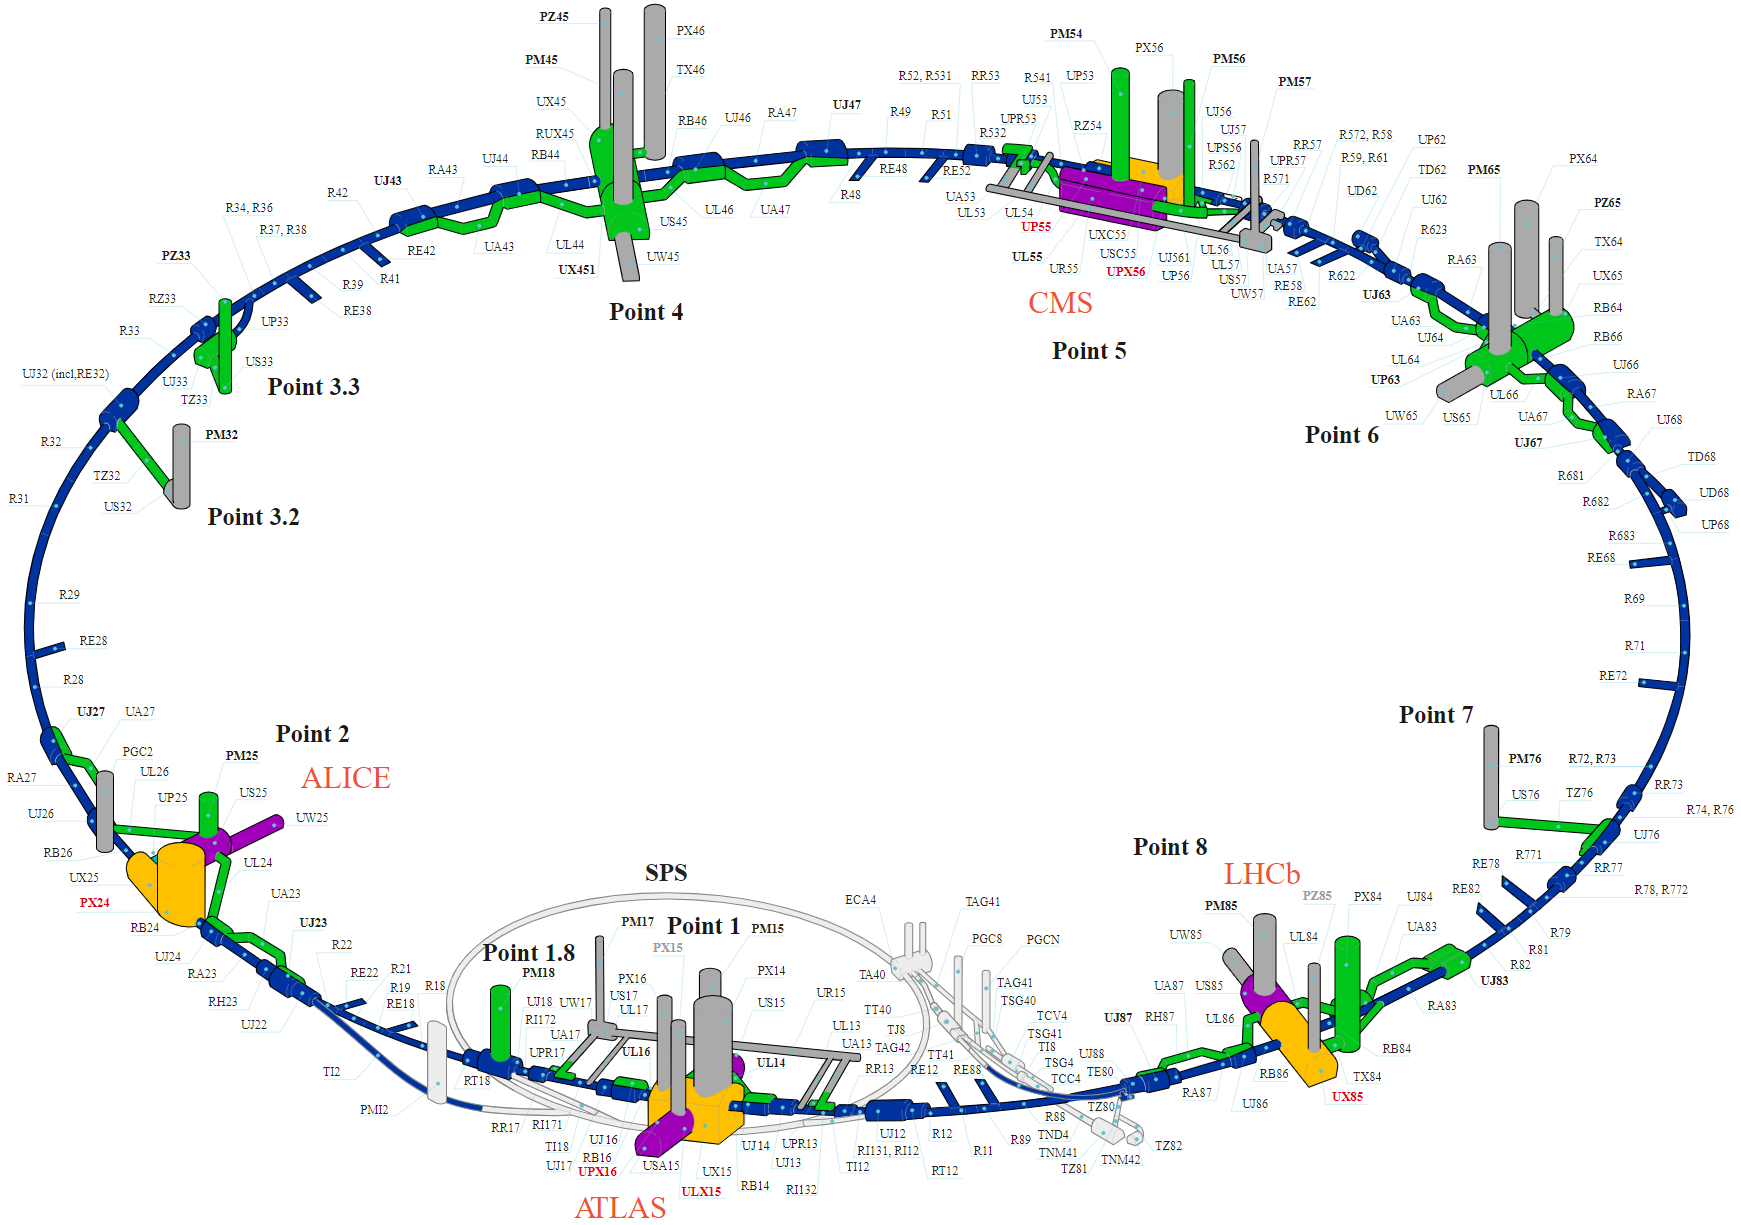 PZ45
PX46
PM45
TX46
UX45
RUX45
RB44
UJ44
RA43
UJ43
R42
R34, R36
R37, R38
PZ33
RZ33
R33
UJ32 (incl,RE32)
R32
R31
RB46
UJ46
RA47
UJ47
R49
R51
R52, R531
RR53
R532
UPR53
UJ53
R541
UP53
RZ54
PM54
PX56
PM56
PM57
UJ56
UJ57
UPS56
R562
RR57
UPR57
R571
R572, R58
R59, R61
UP62
TD62
UD62
UJ62
R623
RA63
PM65
PX64
PZ65
TX64
UX65
RB64
RB66
UJ66
RA67
UJ68
TD68
UD68
UP68
RE42
R41
R39
RE38
UP33
US33
UJ33
TZ33
Point 3.3
PM32
TZ32
US32
Point 3.2
UA43
UL44
UX451
UW45
US45
UL46
UA47
Point 4
R48
RE48
RE52
UA53
UL53
UL54
UP55
UL55
UR55
UXC55
USC55
UPX56
UJ561
UP56
UL56
UL57
US57
UW57
UA57
RE58
RE62
R622
UJ63
CMS
Point 5
UA63
UJ64
UL64
UP63
UW65
US65
UL66
UA67
UJ67
Point 6
R681
R682
R683
RE68
R69
R71
RE72
R29
RE28
R28
UJ27
UA27
PGC2
UL26
UP25
RA27
UJ26
RB26
UX25
PX24
RB24
UJ24
RA23
RH23
UJ22
Point 2
ALICE
PM25
US25
UW25
UL24
UA23
UJ23
R22
RE22
R21
R19
RE18
R18
TI2
PMI2
Point 7
PM76
US76
TZ76
R72, R73
RR73
R74, R76
UJ76
RR77
R78, R772
R771
RE78
RE82
R79
R81
R82
SPS
Point 1
Point 1.8
PM17
PX15
PM15
PM18
PX16
PX14
UJ18
UW17
US17
US15
UR15
RI172
UL17
UA17
UPR17
UL16
UL14
UL13
UA13
RR13
RT18
RR17
RI171
TI18
UJ17
UJ16
RB16
UPX16
USA15
UX15
ULX15
ATLAS
UJ14
RB14
UPR13
UJ13
RI132
TI12
RI131, RI12
UJ12
R12
RT12
R11
R89
R88
ECA4
TAG41
PGC8
PGCN
TA40
TT40
TJ8
TAG42
TT41
RE12
RE88
TAG41
TSG40
TCV4
TSG41
TI8
TSG4
TCC4
UJ88
TE80
TZ80
TND4
TNM41
TZ81
TNM42
TZ82
Point 8
LHCb
PM85
PZ85
PX84
UJ84
UW85
UL84
UA83
UA87
US85
UJ83
UJ87
RH87
UL86
RA83
RB84
RB86
TX84
UX85
RA87
UJ86